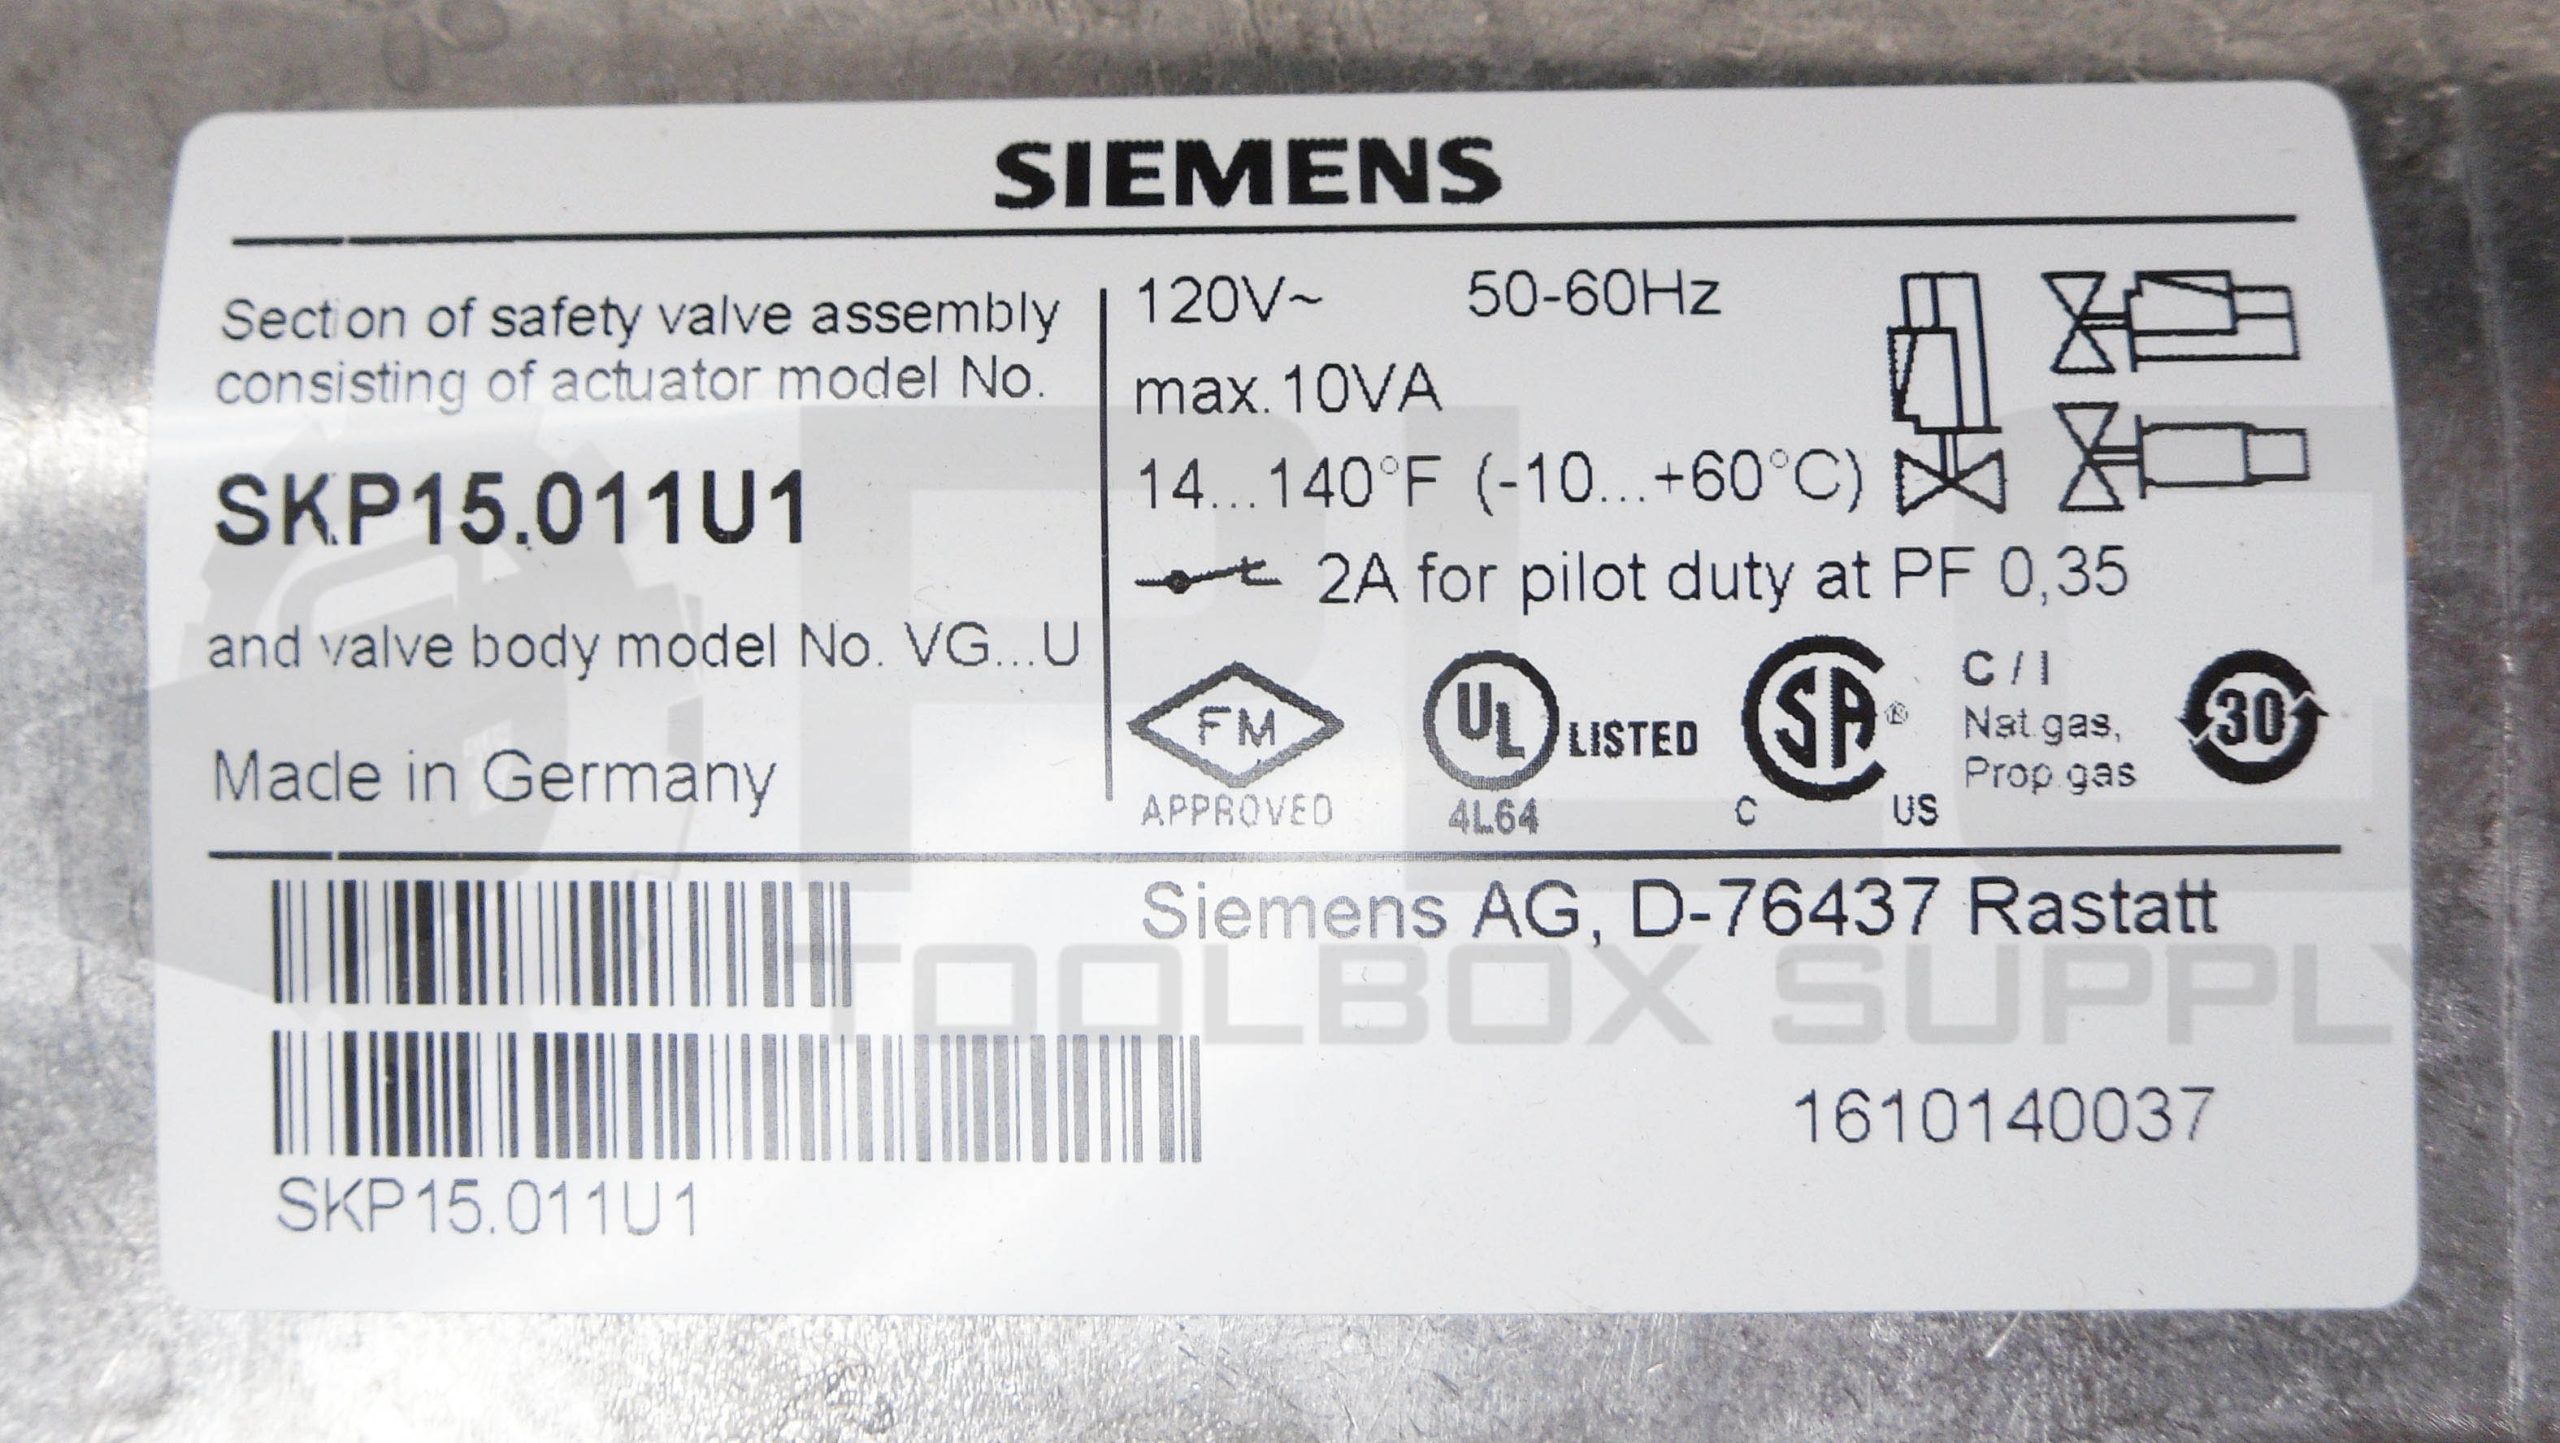 SIEMENS
Section of safety valve assembly
consisting of actuator model No.
SKP15.011U1
and valve body model No. VG...U
Made in Germany
120V~ 50-60Hz
max.10VA
14...140°F (-10...+60°C)
2A for pilot duty at PF 0,35
FM
APPROVED
UL LISTED
4L64
C SA® US
C / I
Nat.gas,
Prop.gas
30
Siemens AG, D-76437 Rastatt
1610140037
SKP15.011U1
PLC
TOOLBOX SUPPLY